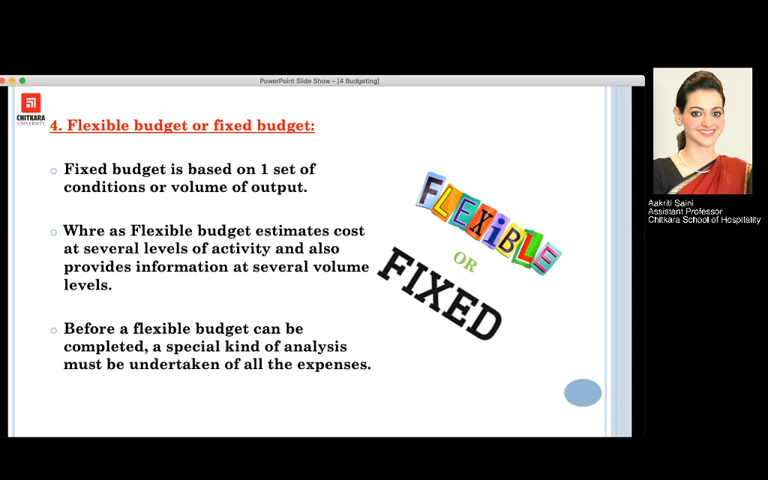 PowerPoint Slide Show – [4 Budgeting]
CHITKARA
UNIVERSITY
4. Flexible budget or fixed budget:
Fixed budget is based on 1 set of
conditions or volume of output.
Whre as Flexible budget estimates cost
at several levels of activity and also
provides information at several volume
levels.
Before a flexible budget can be
completed, a special kind of analysis
must be undertaken of all the expenses.
FLEXiBLE
OR
FIXED
Aakriti Saini
Assistant Professor
Chitkara School of Hospitality